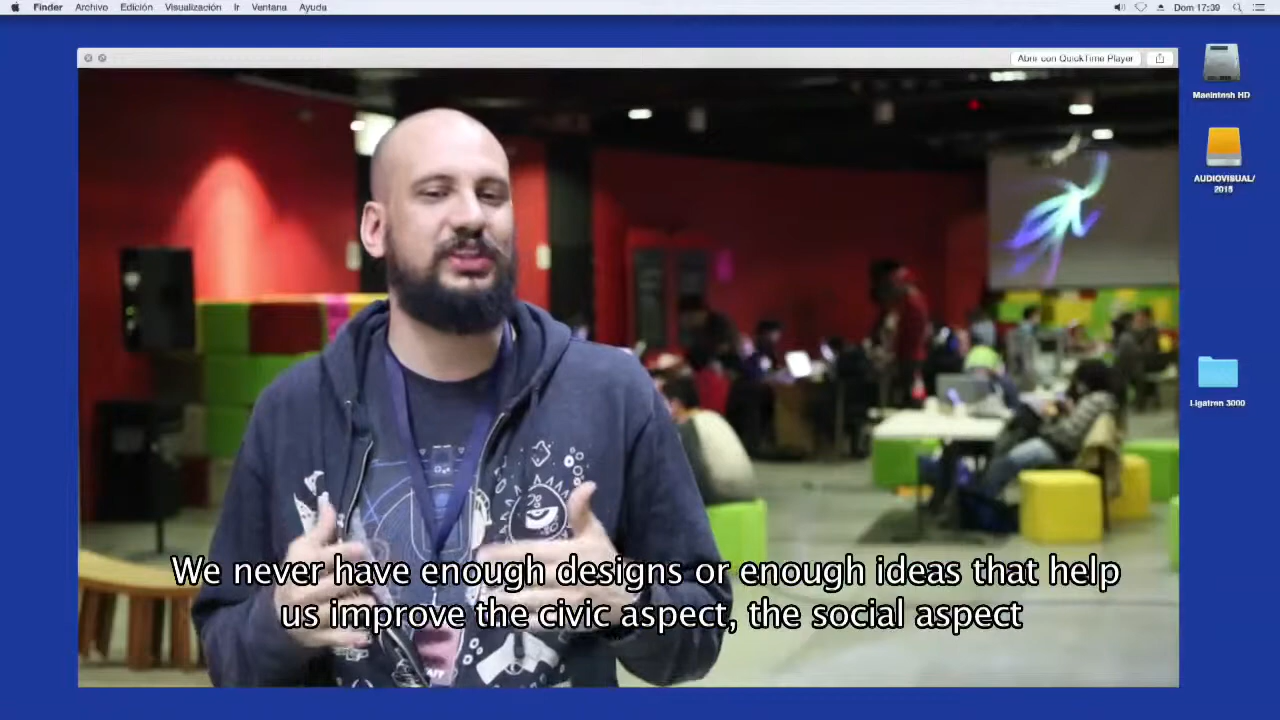 Finder Archivo Edición Visualización Ir Ventana Ayuda
Dom 17:39
Abrir con QuickTime Player
Macintosh HD
AUDIOVISUAL/
2015
Ligatron 3000
We never have enough designs or enough ideas that help
us improve the civic aspect, the social aspect